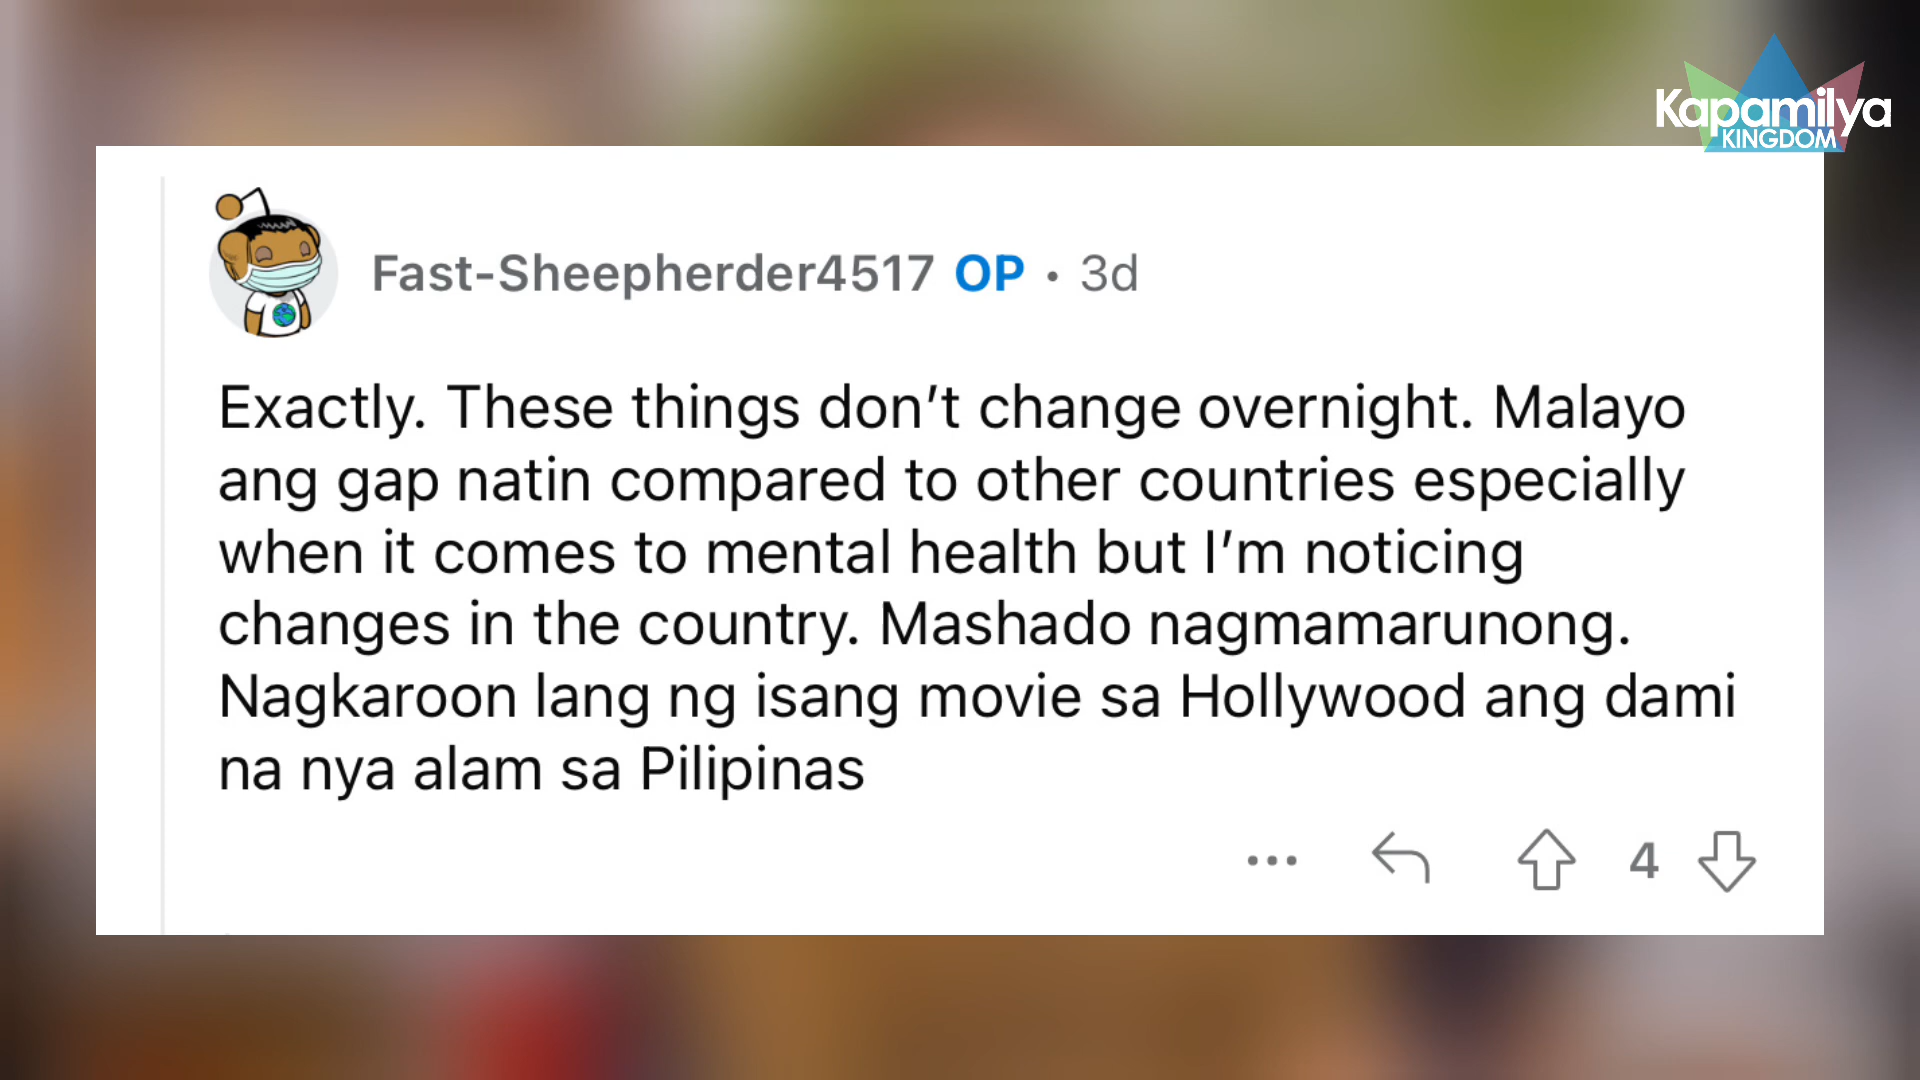 Kapamilya
KINGDOM
Fast-Sheepherder4517 OP · 3d
Exactly. These things don’t change overnight. Malayo
ang gap natin compared to other countries especially
when it comes to mental health but I’m noticing
changes in the country. Mashado nagmamarunong.
Nagkaroon lang ng isang movie sa Hollywood ang dami
na nya alam sa Pilipinas
4